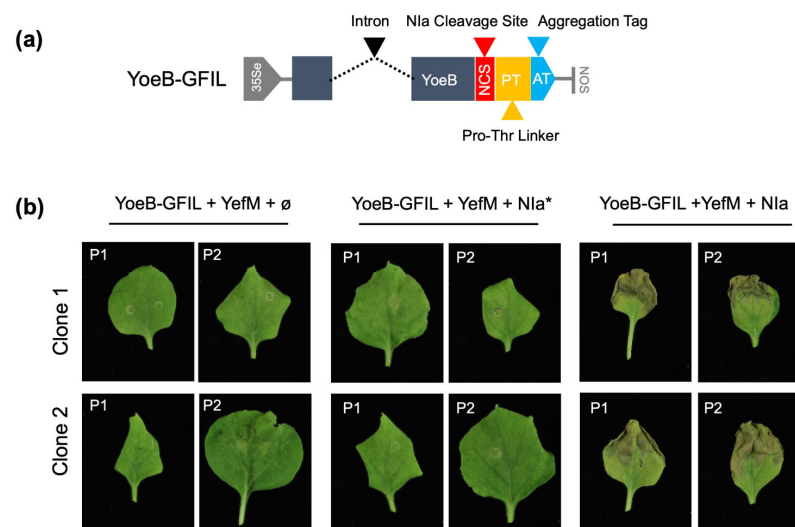 (a)
Intron
NIa Cleavage Site
Aggregation Tag
YoeB-GFIL
35Se
YoeB
NCS
PT
AT
NOS
Pro-Thr Linker
(b)
YoeB-GFIL + YefM + ø
YoeB-GFIL + YefM + NIa*
YoeB-GFIL +YefM + NIa
Clone 1
P1
P2
P1
P2
P1
P2
Clone 2
P1
P2
P1
P2
P1
P2